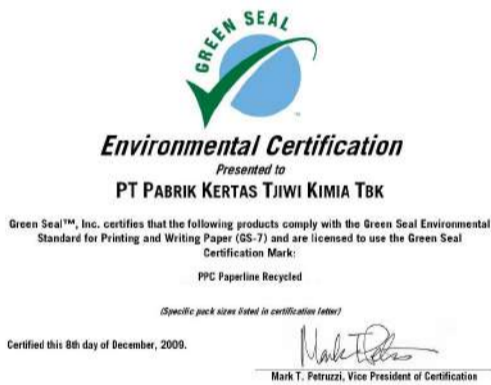 GREEN SEAL
™
Environmental Certification
Presented to
PT PABRIK KERTAS TJIWI KIMIA TBK
Green Seal™, Inc. certifies that the following products comply with the Green Seal Environmental
Standard for Printing and Writing Paper (GS-7) and are licensed to use the Green Seal
Certification Mark:
PPC Paperline Recycled
(Specific pack sizes listed in certification letter)
Certified this 8th day of December, 2009.
Mark T. Petruzzi, Vice President of Certification